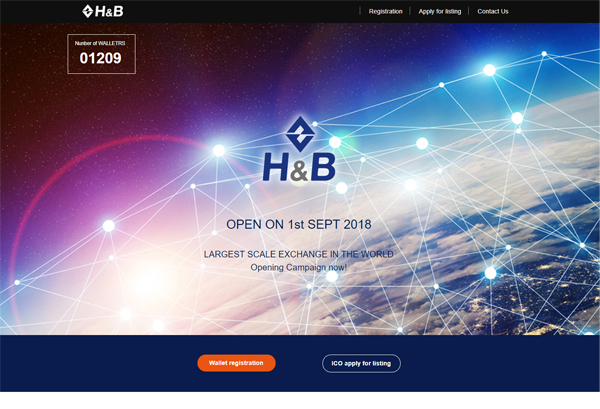 H&B
Registration
Apply for listing
Contact Us
Nunber of WALLETRS
01209
H&B
OPEN ON 1st SEPT 2018
LARGEST SCALE EXCHANGE IN THE WORLD
Opening Campaign now!
Wallet registration
ICO apply for listing